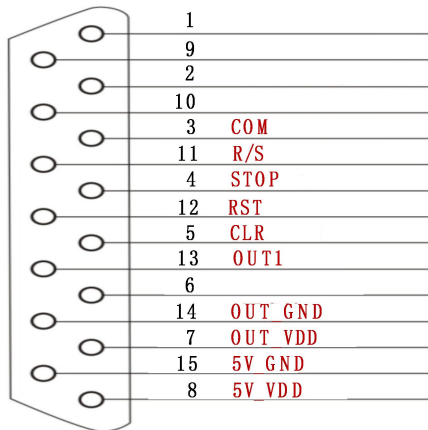 1
9
2
10
3 COM
11 R/S
4 STOP
12 RST
5 CLR
13 OUT1
6
14 OUT GND
7 OUT VDD
15 5V GND
8 5V_VDD